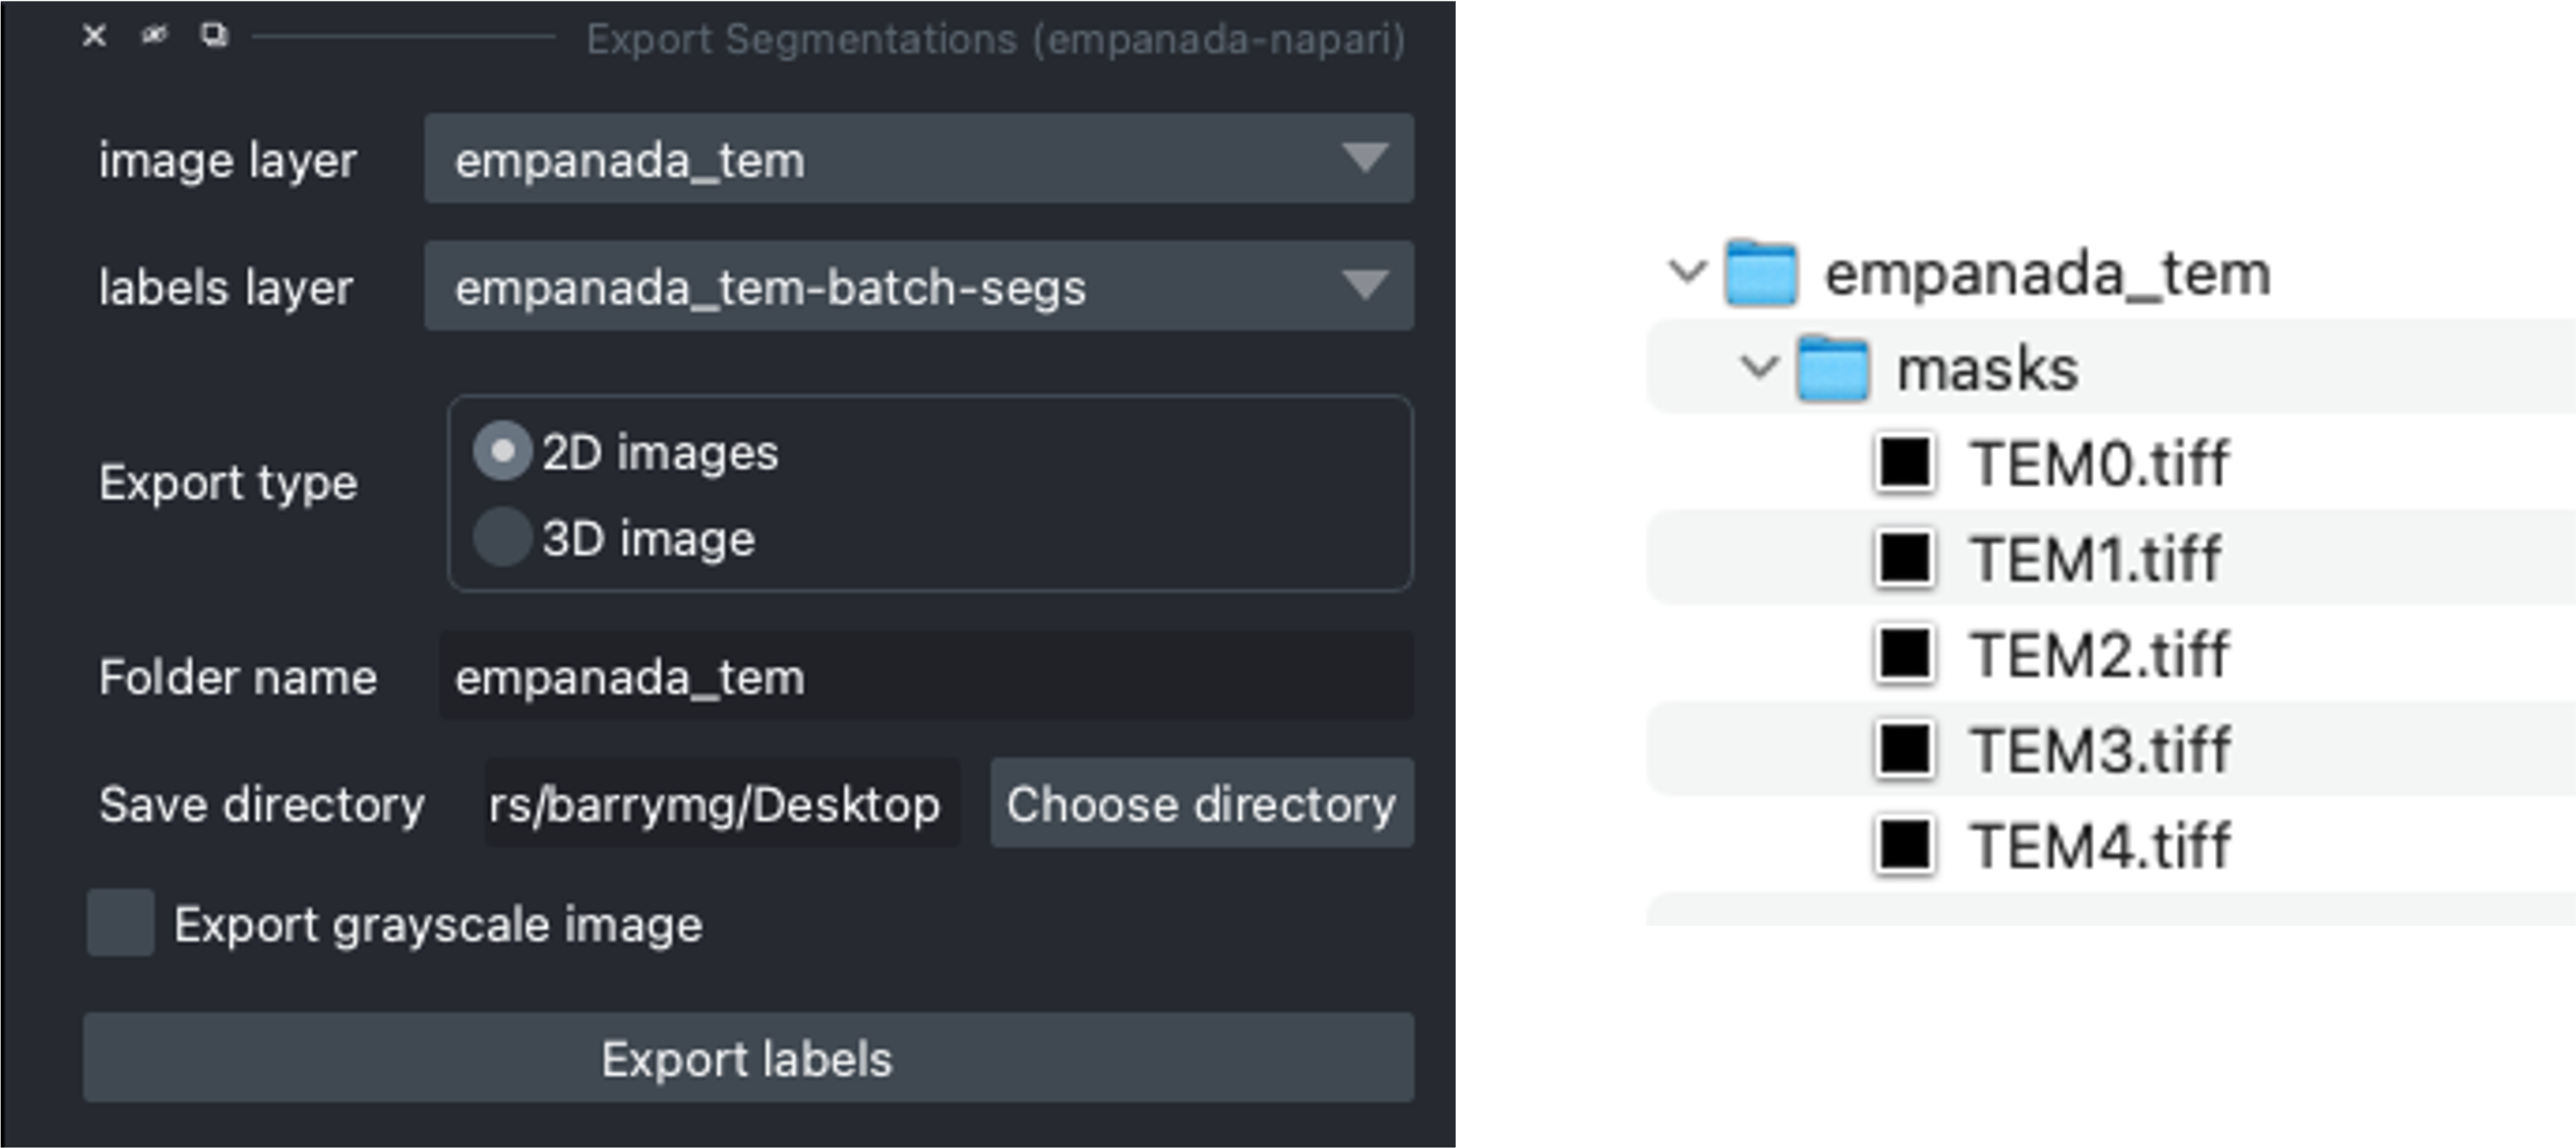 Export Segmentations (empanada-napari)
image layer empanada_tem
labels layer empanada_tem-batch-segs
Export type
2D images
3D image
Folder name empanada_tem
Save directory rs/barrymg/Desktop Choose directory
Export grayscale image
Export labels
empanada_tem
masks
TEM0.tiff
TEM1.tiff
TEM2.tiff
TEM3.tiff
TEM4.tiff